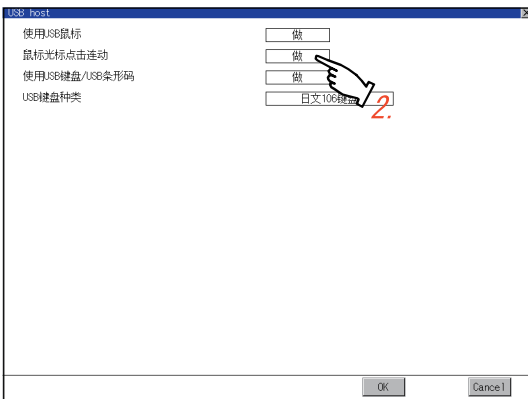 USB host
使用USB鼠标 做
鼠标光标点击连动 做
使用USB键盘/USB条形码 做
USB键盘种类 日文106键盘
2.
OK Cancel